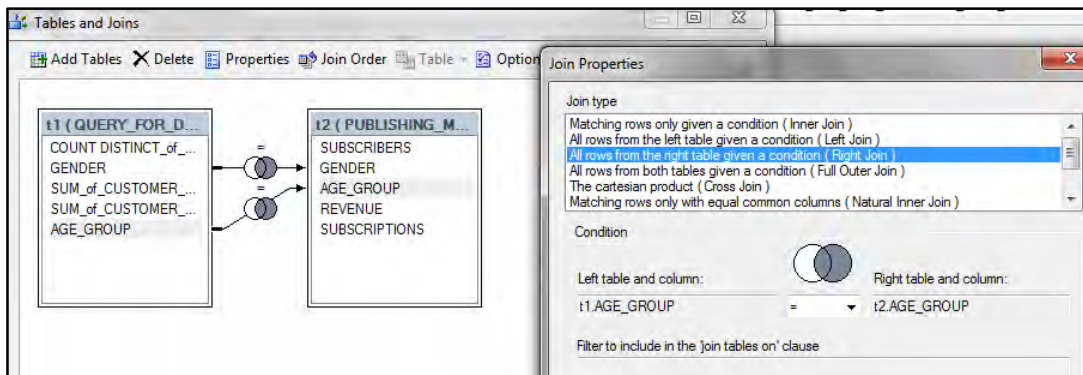 Tables and Joins
Add Tables Delete Properties Join Order Table Option
t1 ( QUERY_FOR_D...
COUNT DISTINCT_of_...
GENDER
SUM_of_CUSTOMER_...
SUM_of_CUSTOMER_...
AGE_GROUP
=
=
t2 ( PUBLISHING_M...
SUBSCRIBERS
GENDER
AGE_GROUP
REVENUE
SUBSCRIPTIONS
Join Properties
Join type
Matching rows only given a condition ( Inner Join )
All rows from the left table given a condition ( Left Join )
All rows from the right table given a condition ( Right Join )
All rows from both tables given a condition ( Full Outer Join )
The cartesian product ( Cross Join )
Matching rows only with equal common columns ( Natural Inner Join )
Condition
Left table and column: Right table and column:
t1.AGE_GROUP = t2.AGE_GROUP
Filter to include in the 'join tables on' clause